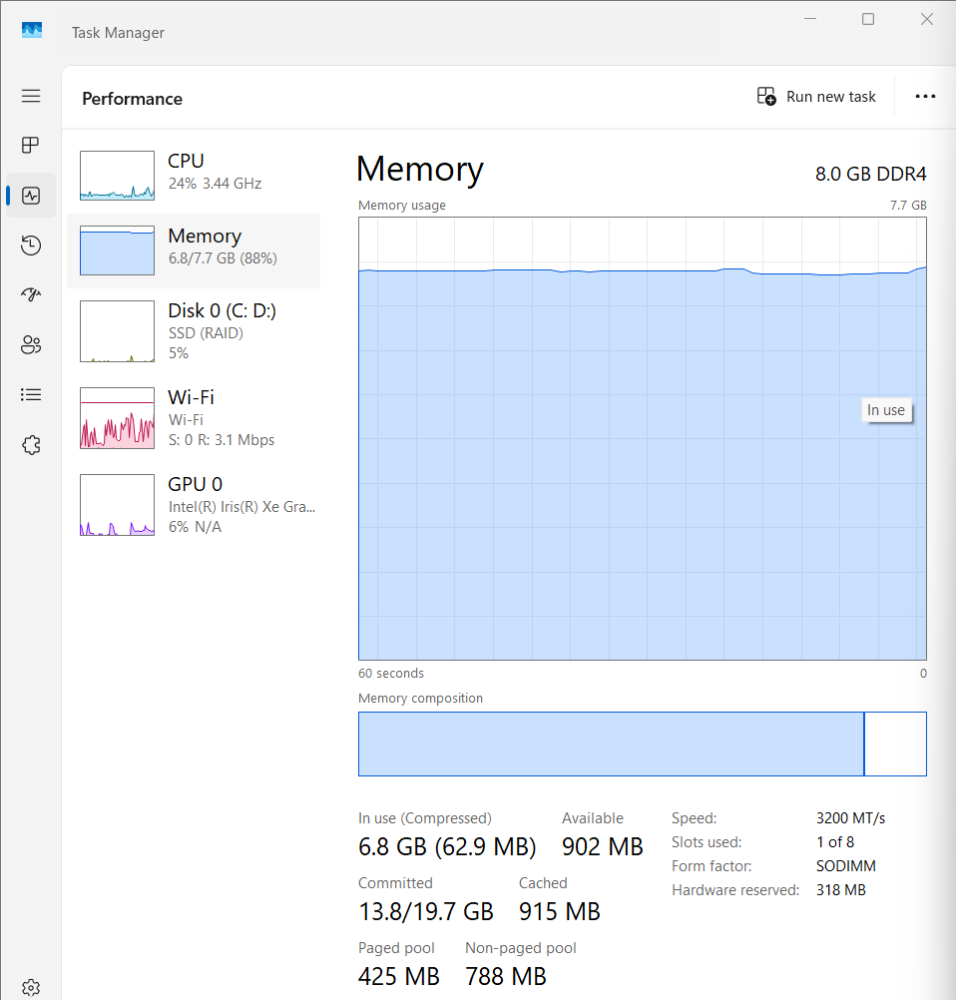 Task Manager
Performance
Run new task
CPU
24% 3.44 GHz
Memory
6.8/7.7 GB (88%)
Disk 0 (C: D:)
SSD (RAID)
5%
Wi-Fi
Wi-Fi
S: 0 R: 3.1 Mbps
GPU 0
Intel(R) Iris(R) Xe Gra...
6% N/A
Memory 8.0 GB DDR4
Memory usage 7.7 GB
In use
60 seconds 0
Memory composition
In use (Compressed) Available
6.8 GB (62.9 MB) 902 MB
Committed Cached
13.8/19.7 GB 915 MB
Paged pool Non-paged pool
425 MB 788 MB
Speed: 3200 MT/s
Slots used: 1 of 8
Form factor: SODIMM
Hardware reserved: 318 MB